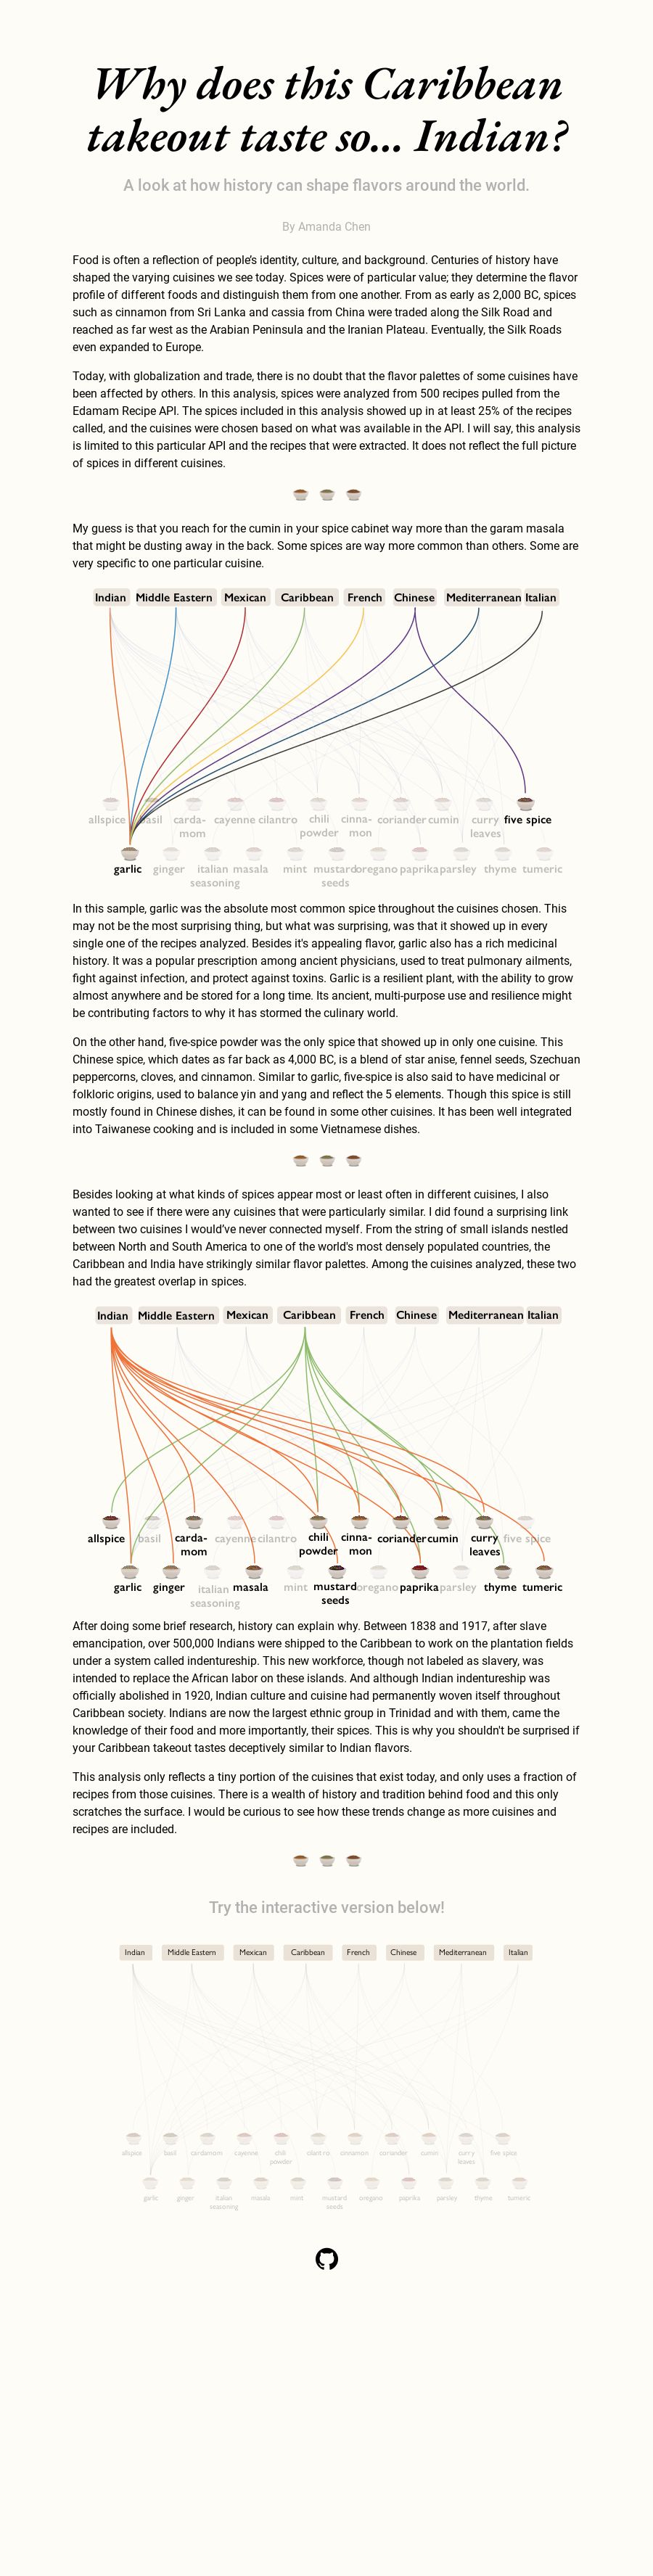 Why does this Caribbean
takeout taste so... Indian?
A look at how history can shape flavors around the world.
By Amanda Chen
Food is often a reflection of people's identity, culture, and background. Centuries of history have
shaped the varying cuisines we see today. Spices were of particular value; they determine the flavor
profile of different foods and distinguish them from one another. From as early as 2,000 BC, spices
such as cinnamon from Sri Lanka and cassia from China were traded along the Silk Road and
reached as far west as the Arabian Peninsula and the Iranian Plateau. Eventually, the Silk Roads
even expanded to Europe.
Today, with globalization and trade, there is no doubt that the flavor palettes of some cuisines have
been affected by others. In this analysis, spices were analyzed from 500 recipes pulled from the
Edamam Recipe API. The spices included in this analysis showed up in at least 25% of the recipes
called, and the cuisines were chosen based on what was available in the API. I will say, this analysis
is limited to this particular API and the recipes that were extracted. It does not reflect the full picture
of spices in different cuisines.
My guess is that you reach for the cumin in your spice cabinet way more than the garam masala
that might be dusting away in the back. Some spices are way more common than others. Some are
very specific to one particular cuisine.
Indian Middle Eastern Mexican Caribbean French Chinese Mediterranean Italian
allspice basil carda- cayenne cilantro chili cinna- coriander cumin curry five spice
mom powder mon leaves
garlic ginger italian masala mint mustard oregano paprika parsley thyme tumeric
seasoning seeds
In this sample, garlic was the absolute most common spice throughout the cuisines chosen. This
may not be the most surprising thing, but what was surprising, was that it showed up in every
single one of the recipes analyzed. Besides it's appealing flavor, garlic also has a rich medicinal
history. It was a popular prescription among ancient physicians, used to treat pulmonary ailments,
fight against infection, and protect against toxins. Garlic is a resilient plant, with the ability to grow
almost anywhere and be stored for a long time. Its ancient, multi-purpose use and resilience might
be contributing factors to why it has stormed the culinary world.
On the other hand, five-spice powder was the only spice that showed up in only one cuisine. This
Chinese spice, which dates as far back as 4,000 BC, is a blend of star anise, fennel seeds, Szechuan
peppercorns, cloves, and cinnamon. Similar to garlic, five-spice is also said to have medicinal or
folkloric origins, used to balance yin and yang and reflect the 5 elements. Though this spice is still
mostly found in Chinese dishes, it can be found in some other cuisines. It has been well integrated
into Taiwanese cooking and is included in some Vietnamese dishes.
Besides looking at what kinds of spices appear most or least often in different cuisines, I also
wanted to see if there were any cuisines that were particularly similar. I did found a surprising link
between two cuisines I would've never connected myself. From the string of small islands nestled
between North and South America to one of the world's most densely populated countries, the
Caribbean and India have strikingly similar flavor palettes. Among the cuisines analyzed, these two
had the greatest overlap in spices.
Indian Middle Eastern Mexican Caribbean French Chinese Mediterranean Italian
allspice basil carda- cayenne cilantro chili cinna- coriander cumin curry five spice
mom powder mon leaves
garlic ginger italian masala mint mustard oregano paprika parsley thyme tumeric
seasoning seeds
After doing some brief research, history can explain why. Between 1838 and 1917, after slave
emancipation, over 500,000 Indians were shipped to the Caribbean to work on the plantation fields
under a system called indentureship. This new workforce, though not labeled as slavery, was
intended to replace the African labor on these islands. And although Indian indentureship was
officially abolished in 1920, Indian culture and cuisine had permanently woven itself throughout
Caribbean society. Indians are now the largest ethnic group in Trinidad and with them, came the
knowledge of their food and more importantly, their spices. This is why you shouldn't be surprised if
your Caribbean takeout tastes deceptively similar to Indian flavors.
This analysis only reflects a tiny portion of the cuisines that exist today, and only uses a fraction of
recipes from those cuisines. There is a wealth of history and tradition behind food and this only
scratches the surface. I would be curious to see how these trends change as more cuisines and
recipes are included.
Try the interactive version below!
Indian Middle Eastern Mexican Caribbean French Chinese Mediterranean Italian
allspice basil cardamom cayenne chili cilantro cinnamon coriander cumin curry five spice
powder leaves
garlic ginger italian masala mint mustard oregano paprika parsley thyme tumeric
seasoning seeds